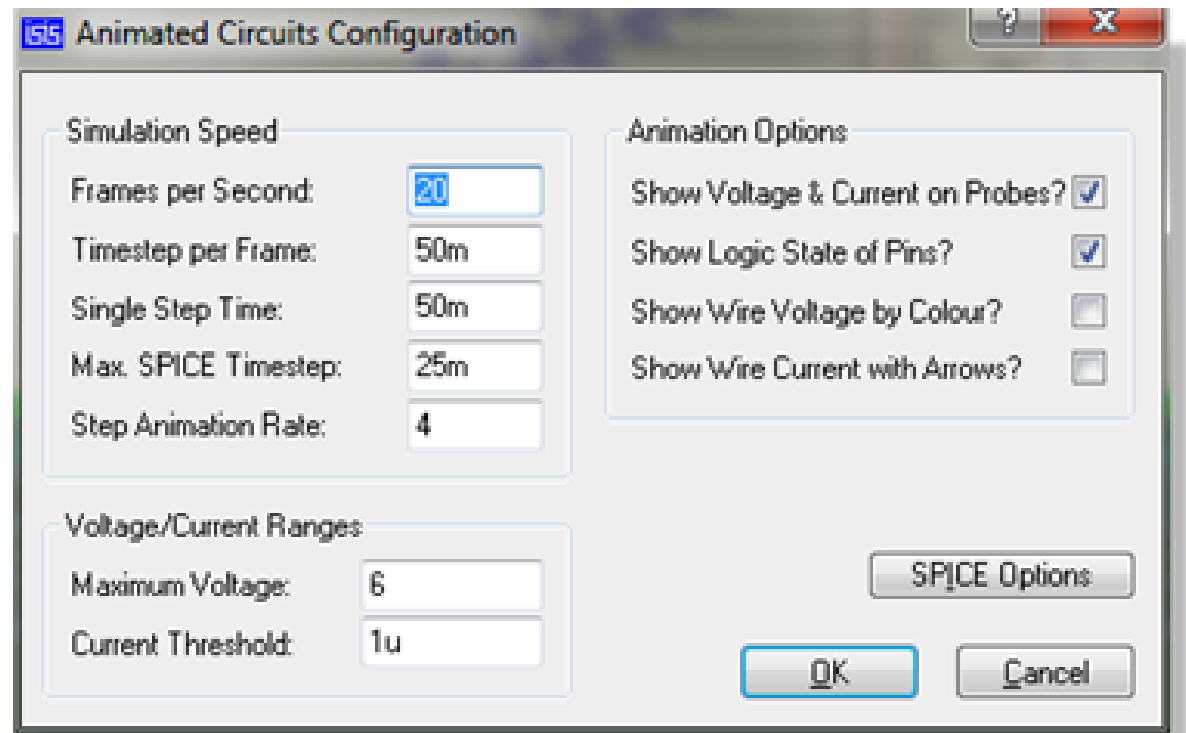 ISIS Animated Circuits Configuration
?
X
Simulation Speed
Frames per Second: 20
Timestep per Frame: 50m
Single Step Time: 50m
Max. SPICE Timestep: 25m
Step Animation Rate: 4
Voltage/Current Ranges
Maximum Voltage: 6
Current Threshold: 1u
Animation Options
Show Voltage & Current on Probes?
Show Logic State of Pins?
Show Wire Voltage by Colour?
Show Wire Current with Arrows?
SPICE Options
OK
Cancel